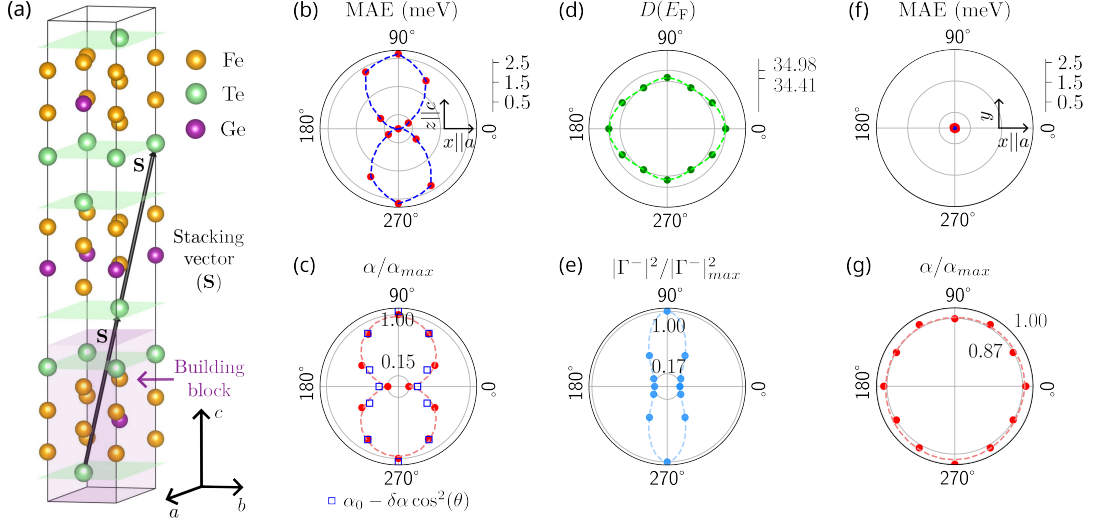 (a)
Fe
Te
Ge
S
Stacking
vector
(S)
S
Building
block
c
a
b
(b)
MAE (meV)
90°
2.5
1.5
0.5
z||c
x||a
180°
0°
270°
(c)
α/α_max
90°
1.00
0.15
180°
0°
270°
α₀ − δα cos²(θ)
(d)
D(E_F)
90°
34.98
34.41
180°
0°
270°
(e)
|Γ⁻|²/|Γ⁻|²_max
90°
1.00
0.17
180°
0°
270°
(f)
MAE (meV)
90°
2.5
1.5
0.5
y
x||a
180°
0°
270°
(g)
α/α_max
90°
1.00
0.87
180°
0°
270°